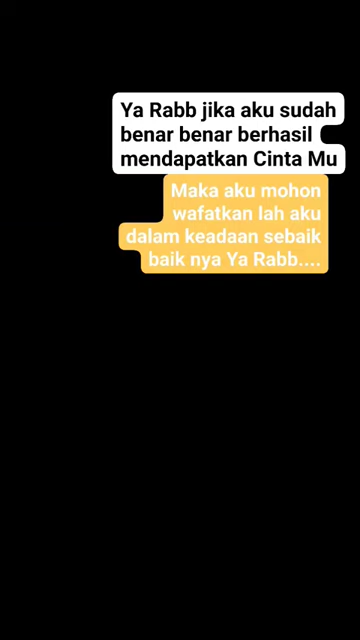 Ya Rabb jika aku sudah
benar benar berhasil
mendapatkan Cinta Mu
Maka aku mohon
wafatkan lah aku
dalam keadaan sebaik
baik nya Ya Rabb....